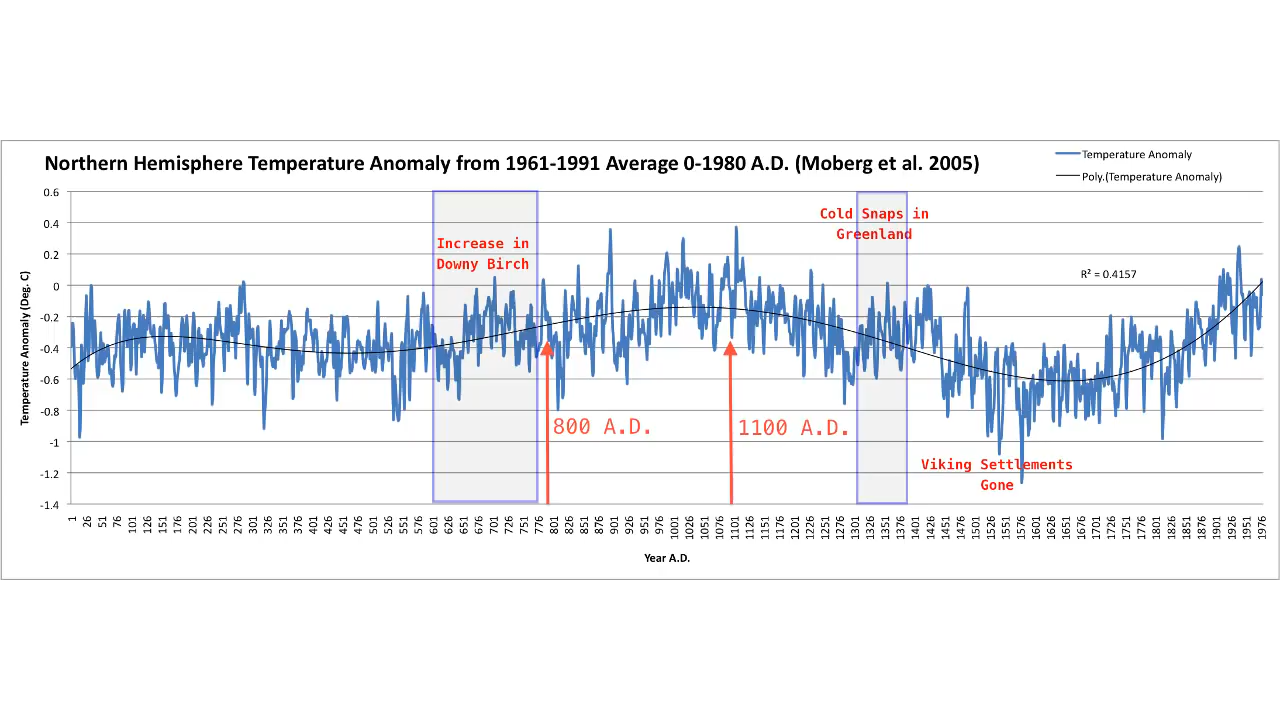 Northern Hemisphere Temperature Anomaly from 1961-1991 Average 0-1980 A.D. (Moberg et al. 2005)
Temperature Anomaly
Poly.(Temperature Anomaly)
0.6
0.4
0.2
0
-0.2
-0.4
-0.6
-0.8
-1
-1.2
-1.4
Temperature Anomaly (Deg. C)
Increase in
Downy Birch
Cold Snaps in
Greenland
R² = 0.4157
800 A.D.
1100 A.D.
Viking Settlements
Gone
1 26 51 76 101 126 151 176 201 226 251 276 301 326 351 376 401 426 451 476 501 526 551 576 601 626 651 676 701 726 751 776 801 826 851 876 901 926 951 976 1001 1026 1051 1076 1101 1126 1151 1176 1201 1226 1251 1276 1301 1326 1351 1376 1401 1426 1451 1476 1501 1526 1551 1576 1601 1626 1651 1676 1701 1726 1751 1776 1801 1826 1851 1876 1901 1926 1951 1976
Year A.D.